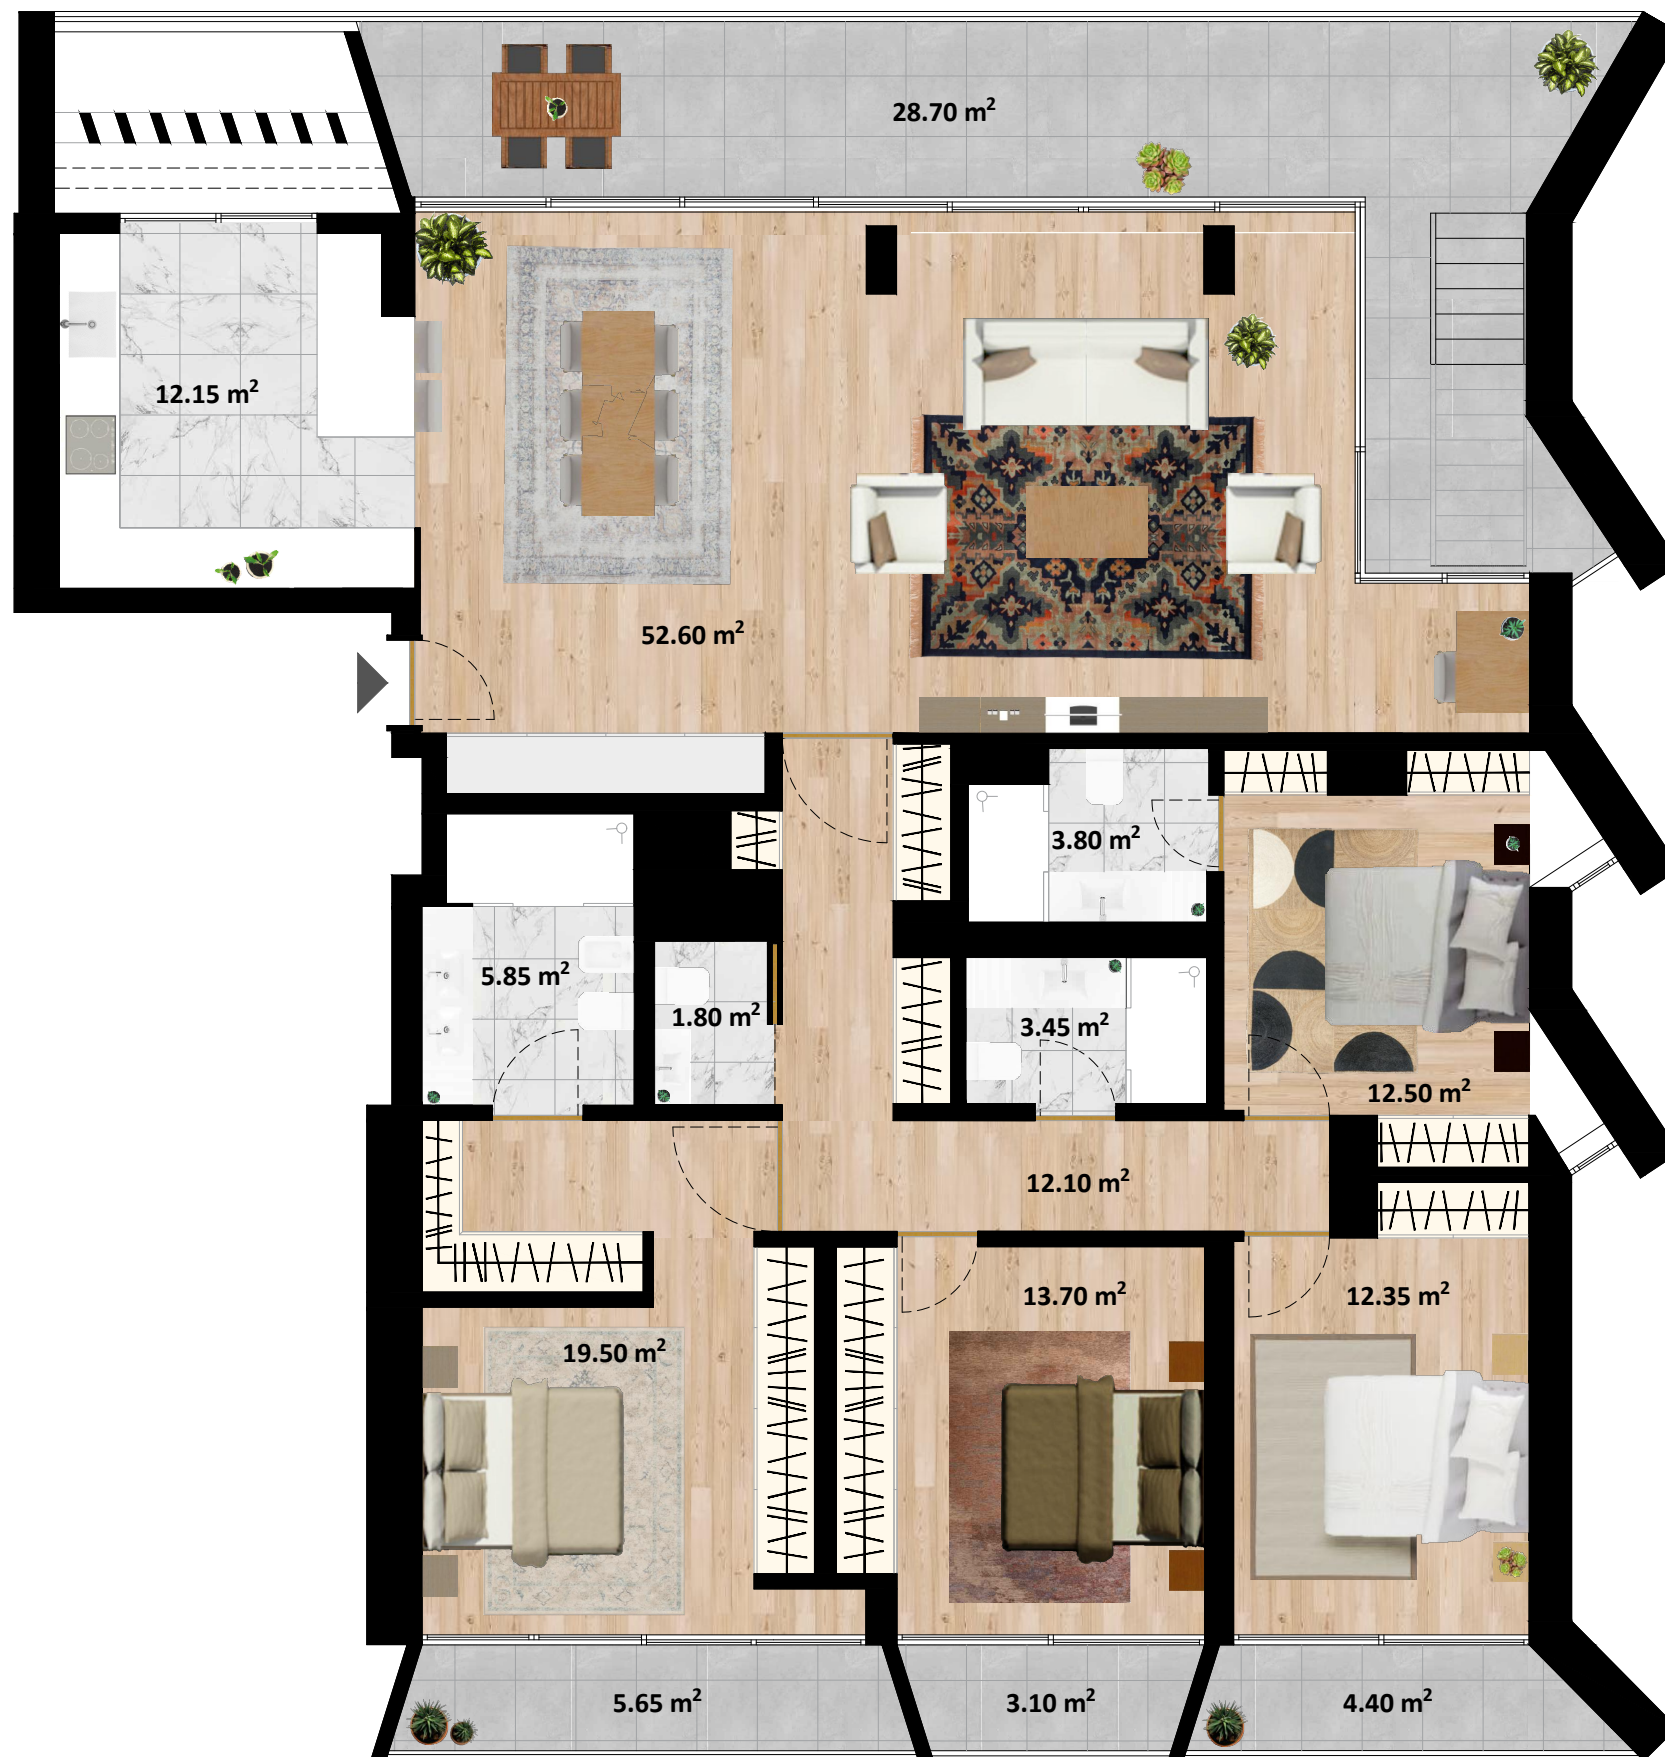 28.70 m²
12.15 m²
52.60 m²
3.80 m²
5.85 m²
1.80 m²
3.45 m²
12.50 m²
12.10 m²
13.70 m²
12.35 m²
19.50 m²
5.65 m²
3.10 m²
4.40 m²